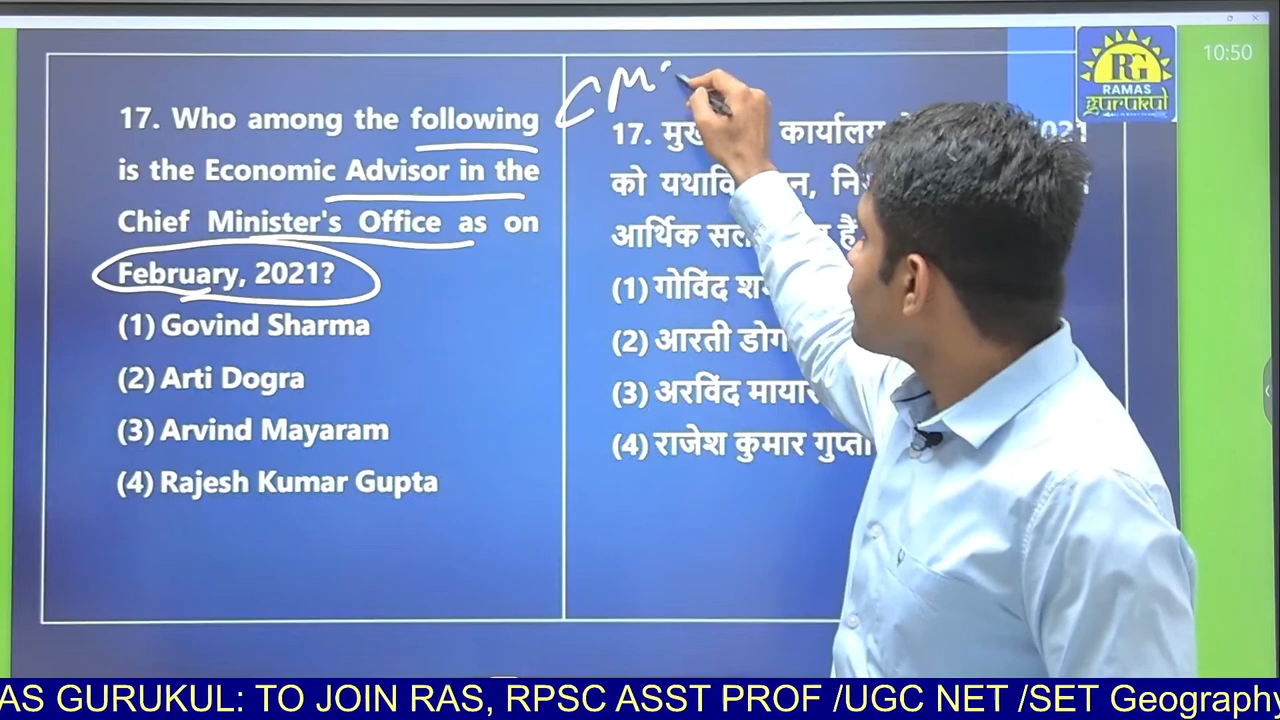 10:50
RG
RAMAS
gurukul
CM'
17. Who among the following
is the Economic Advisor in the
Chief Minister's Office as on
February, 2021?
(1) Govind Sharma
(2) Arti Dogra
(3) Arvind Mayaram
(4) Rajesh Kumar Gupta
17. कार्यालय 2021
को
आर्थिक
(1) गोविंद
(2) आरती
(3) अरविंद
(4) राजेश कुमार गुप्ता
AS GURUKUL: TO JOIN RAS, RPSC ASST PROF /UGC NET /SET Geography